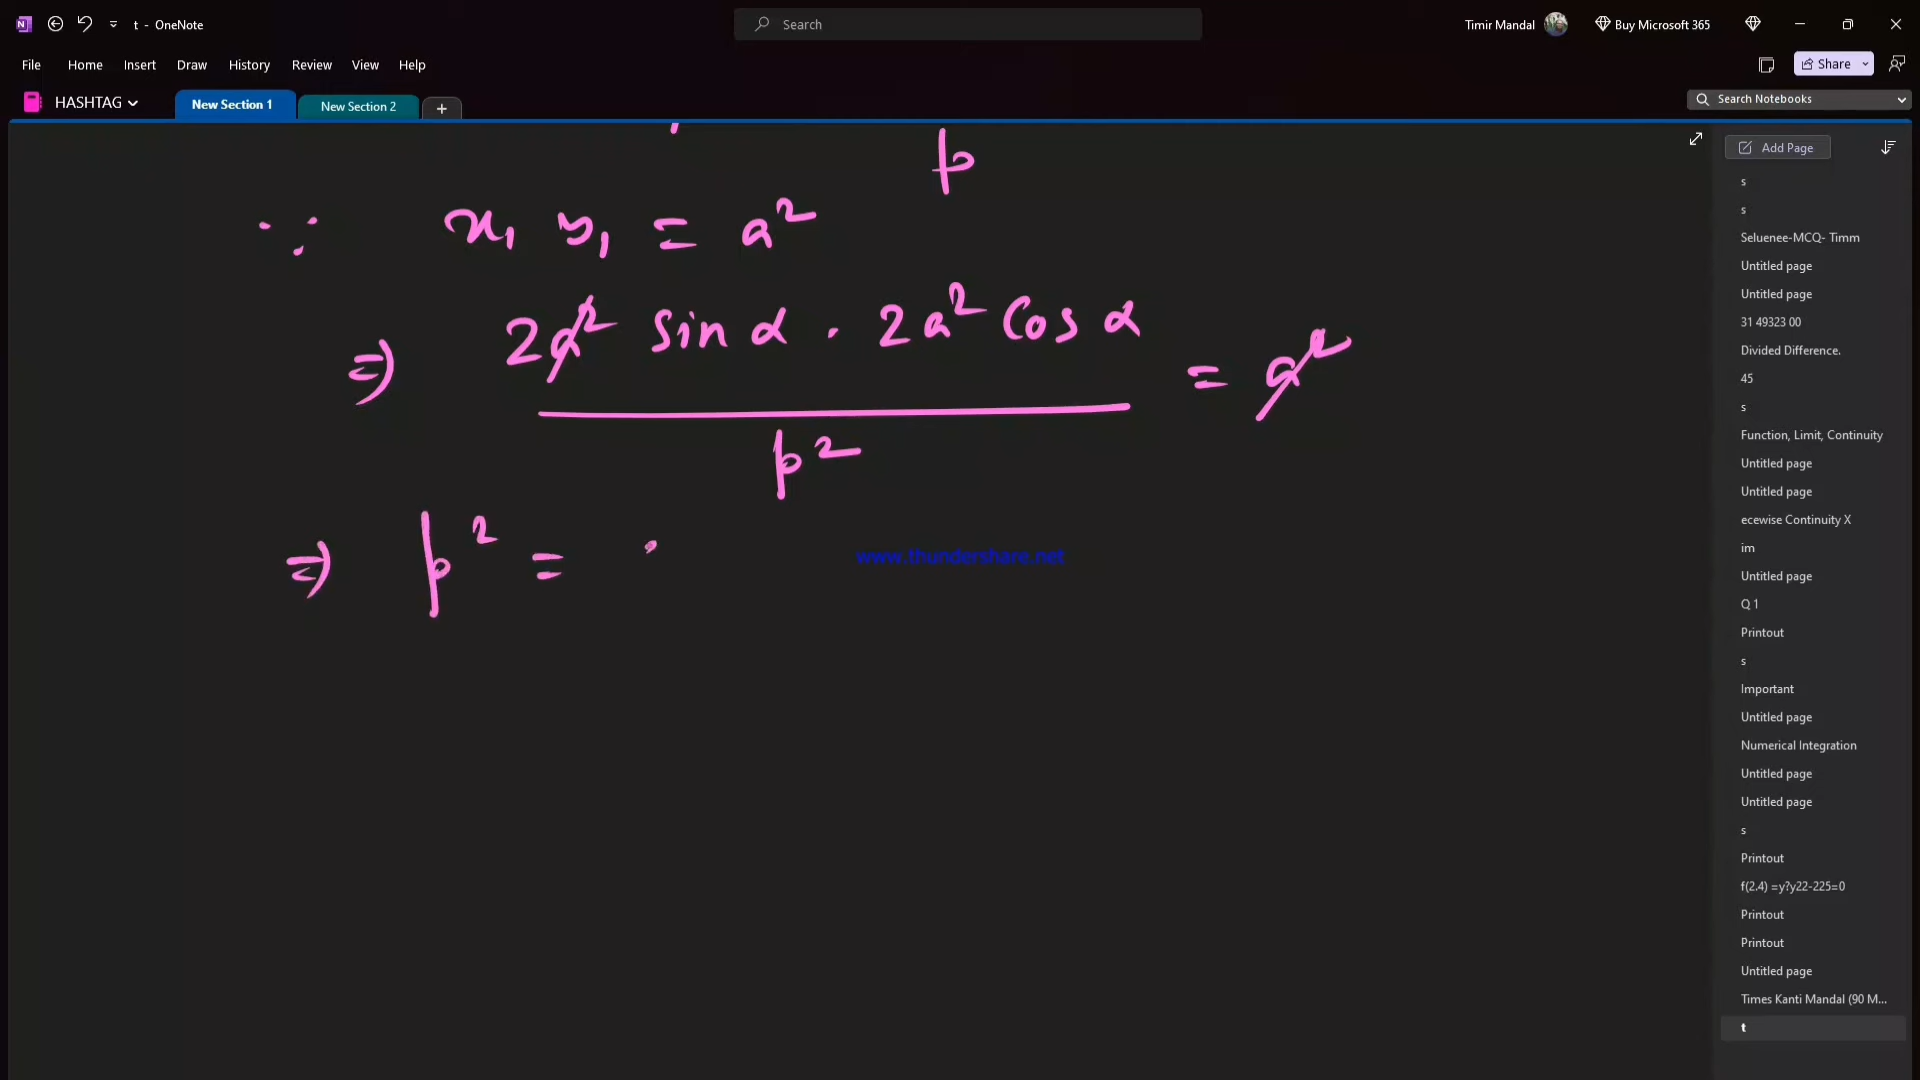 t - OneNote
Search
Timir Mandal
Buy Microsoft 365
File Home Insert Draw History Review View Help
Share
HASHTAG
New Section 1
New Section 2
+
Search Notebooks
Add Page
p
∵ x₁ y₁ = a²
⇒ 2a² sin α . 2a² Cos α = a²
p²
⇒ p² =
www.thundershare.net
s
s
Seluenee-MCQ- Timm
Untitled page
Untitled page
31 49323 00
Divided Difference.
45
s
Function, Limit, Continuity
Untitled page
Untitled page
ecewise Continuity X
im
Untitled page
Q 1
Printout
s
Important
Untitled page
Numerical Integration
Untitled page
Untitled page
s
Printout
f(2.4) =y?y22-225=0
Printout
Printout
Untitled page
Times Kanti Mandal (90 M...
t